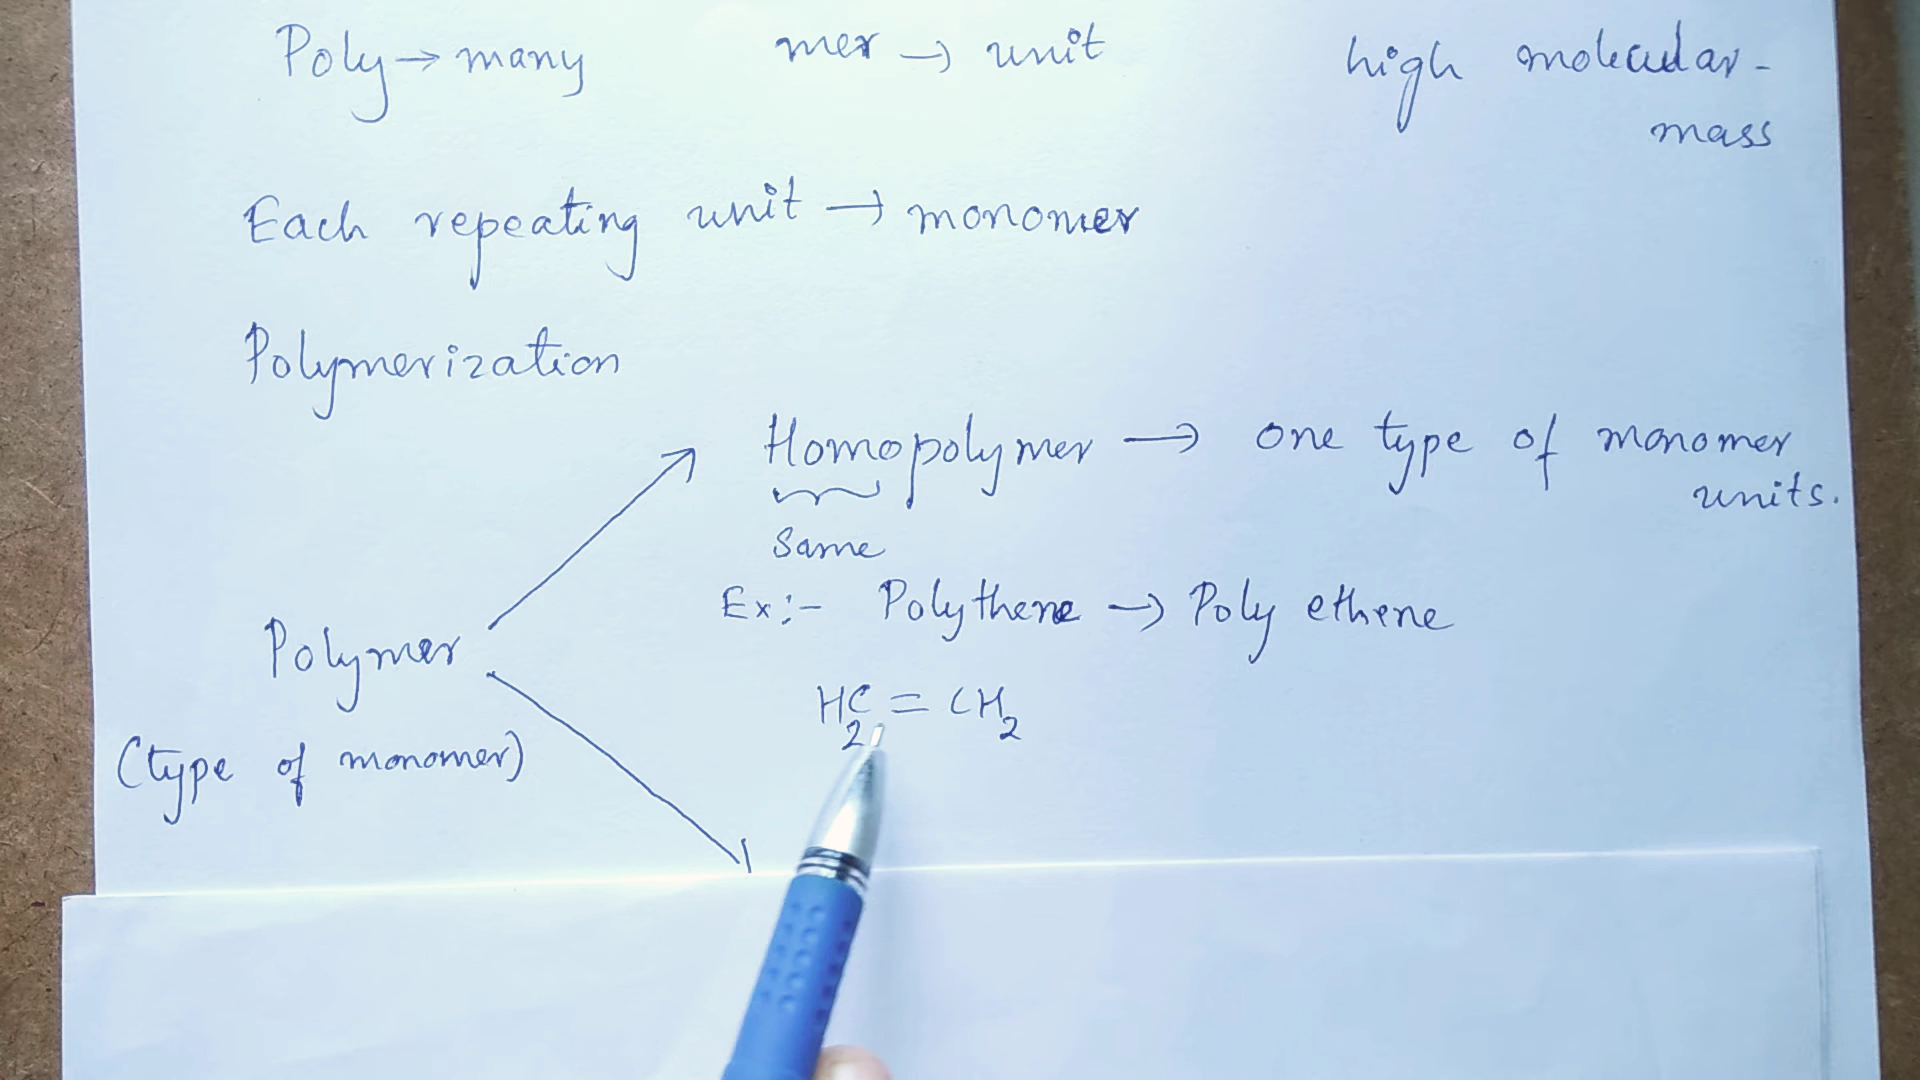 Poly → many mer → unit high molecular-
mass
Each repeating unit → monomer
Polymerization
Homopolymer → one type of monomer
units.
Same
Ex:- Polythene → Poly ethene
Polymer
H2C = CH2
(type of monomer)